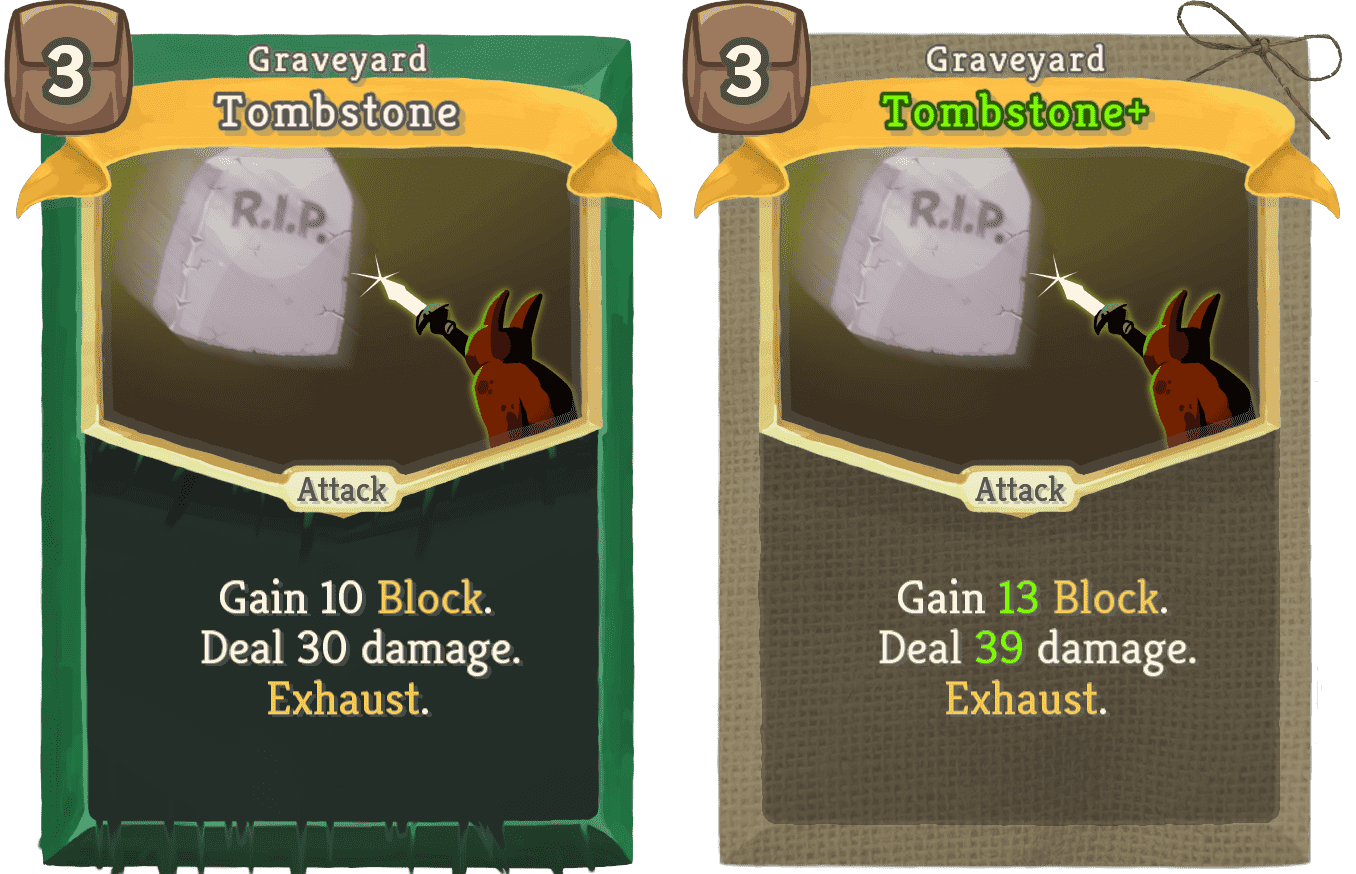 3
Graveyard
Tombstone
R.I.P.
Attack
Gain 10 Block.
Deal 30 damage.
Exhaust.
3
Graveyard
Tombstone+
R.I.P.
Attack
Gain 13 Block.
Deal 39 damage.
Exhaust.